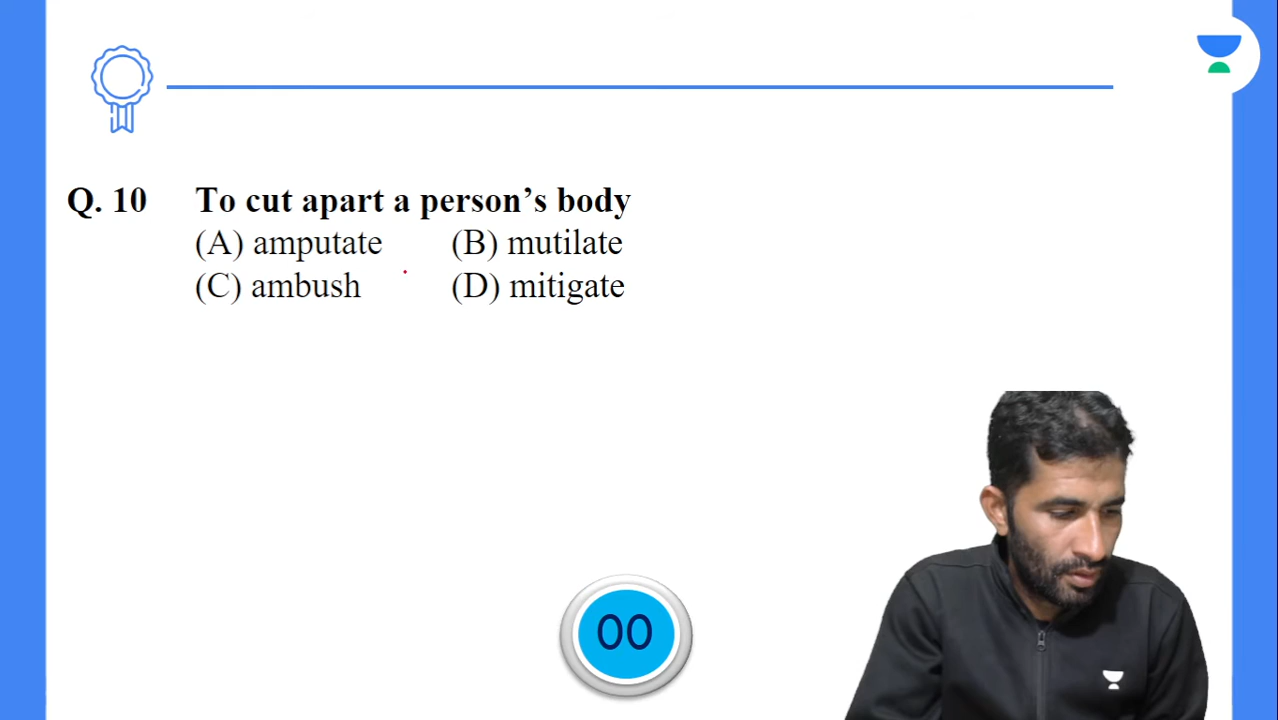 Q. 10 To cut apart a person’s body
(A) amputate (B) mutilate
(C) ambush (D) mitigate
00